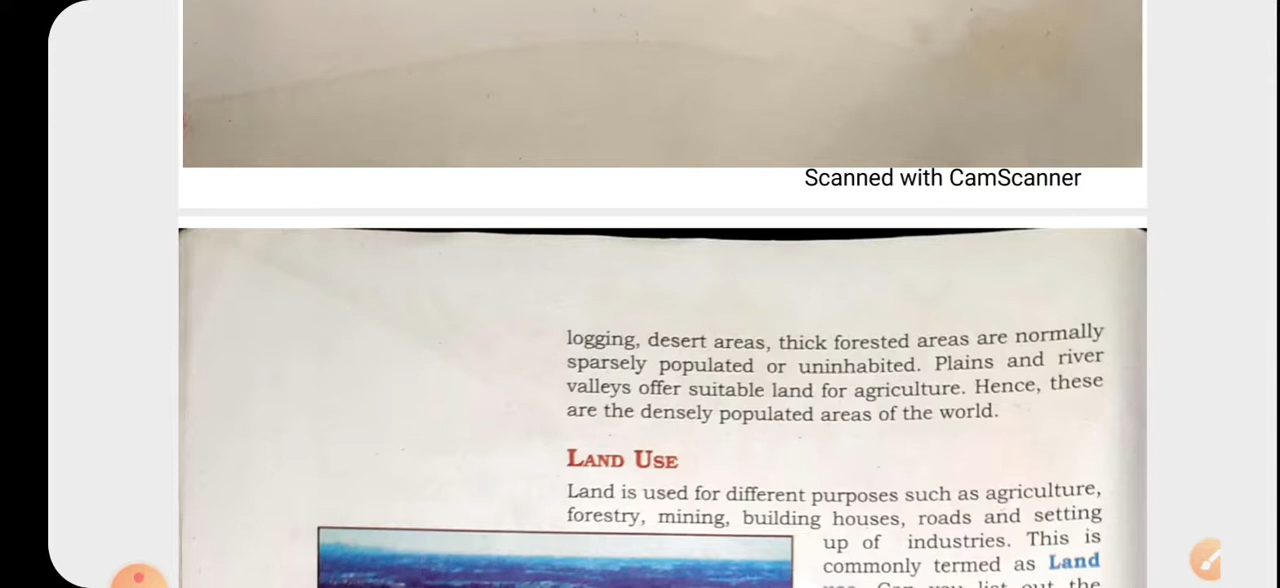 Scanned with CamScanner
logging, desert areas, thick forested areas are normally
sparsely populated or uninhabited. Plains and river
valleys offer suitable land for agriculture. Hence, these
are the densely populated areas of the world.
LAND USE
Land is used for different purposes such as agriculture,
forestry, mining, building houses, roads and setting
up of industries. This is
commonly termed as Land